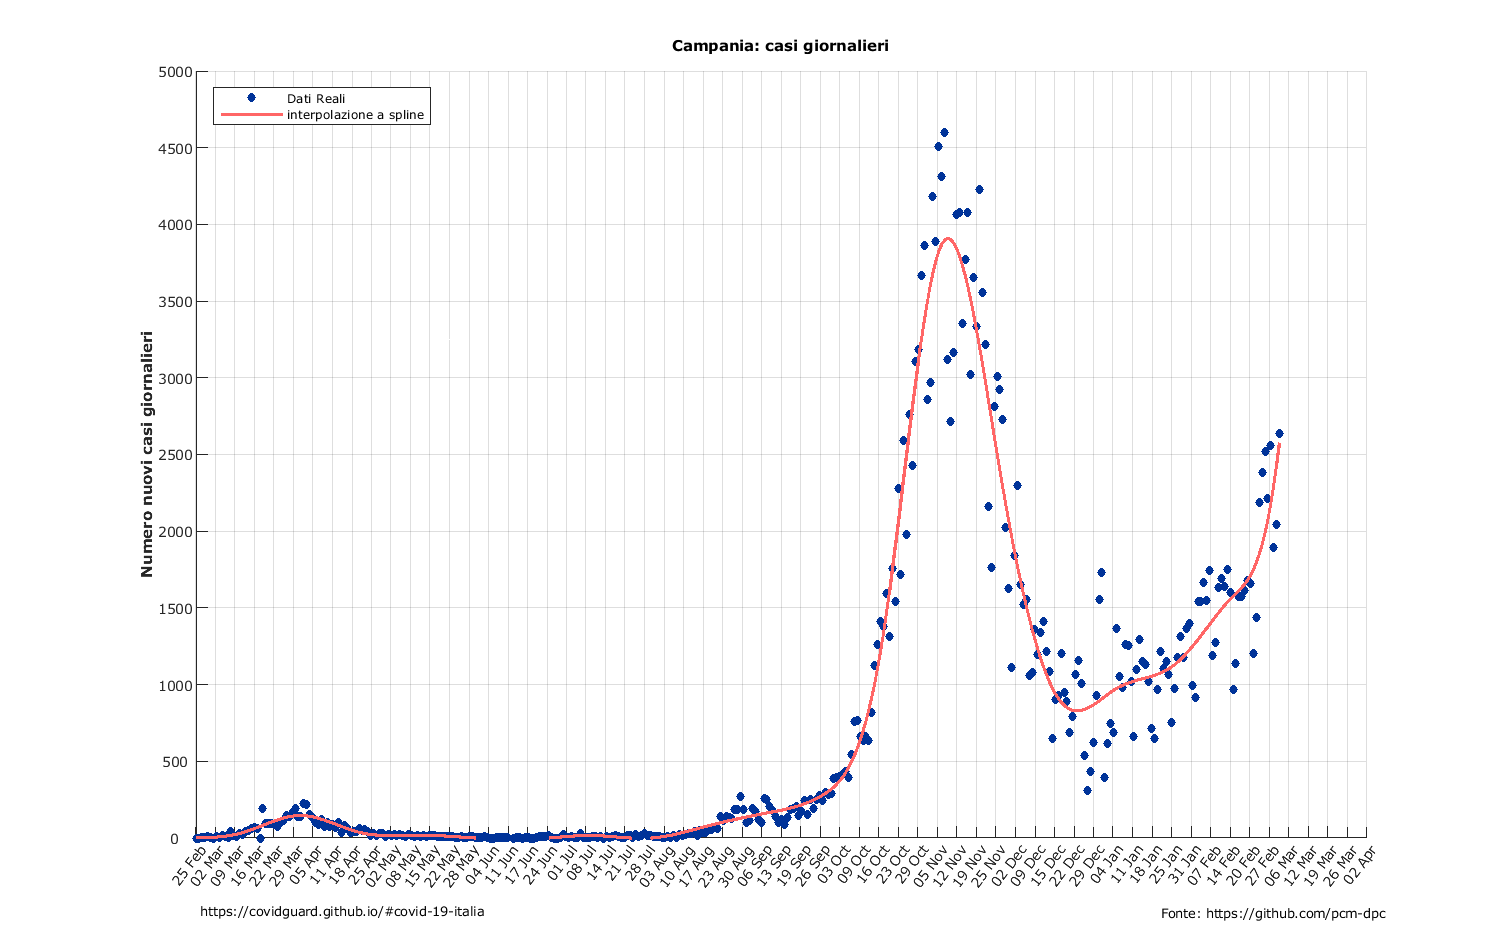 Campania: casi giornalieri
Dati Reali
interpolazione a spline
Numero nuovi casi giornalieri
5000
4500
4000
3500
3000
2500
2000
1500
1000
500
0
25 Feb
02 Mar
09 Mar
16 Mar
22 Mar
29 Mar
05 Apr
11 Apr
18 Apr
25 Apr
02 May
08 May
15 May
22 May
28 May
04 Jun
11 Jun
17 Jun
24 Jun
01 Jul
08 Jul
14 Jul
21 Jul
28 Jul
03 Aug
10 Aug
17 Aug
23 Aug
30 Aug
06 Sep
13 Sep
19 Sep
26 Sep
03 Oct
09 Oct
16 Oct
23 Oct
29 Oct
05 Nov
12 Nov
19 Nov
25 Nov
02 Dec
09 Dec
15 Dec
22 Dec
29 Dec
04 Jan
11 Jan
18 Jan
25 Jan
31 Jan
07 Feb
14 Feb
20 Feb
27 Feb
06 Mar
12 Mar
19 Mar
26 Mar
02 Apr
https://covidguard.github.io/#covid-19-italia
Fonte: https://github.com/pcm-dpc